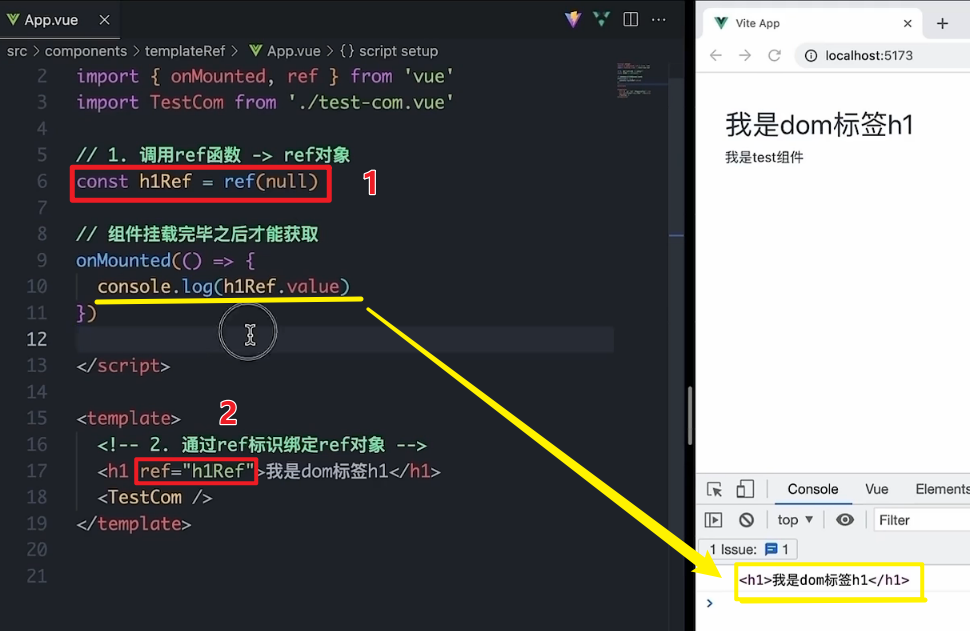 App.vue
src > components > templateRef > App.vue > {} script setup
2 import { onMounted, ref } from 'vue'
3 import TestCom from './test-com.vue'
4
5 // 1. 调用ref函数 -> ref对象
6 const h1Ref = ref(null)
1
7
8 // 组件挂载完毕之后才能获取
9 onMounted(() => {
10 console.log(h1Ref.value)
11 })
12
13 </script>
14
15 <template>
2
16 <!-- 2. 通过ref标识绑定ref对象 -->
17 <h1 ref="h1Ref">我是dom标签h1</h1>
18 <TestCom />
19 </template>
20
21
Vite App
localhost:5173
我是dom标签h1
我是test组件
Console Vue Elements
top Filter
1 Issue: 1
<h1>我是dom标签h1</h1>